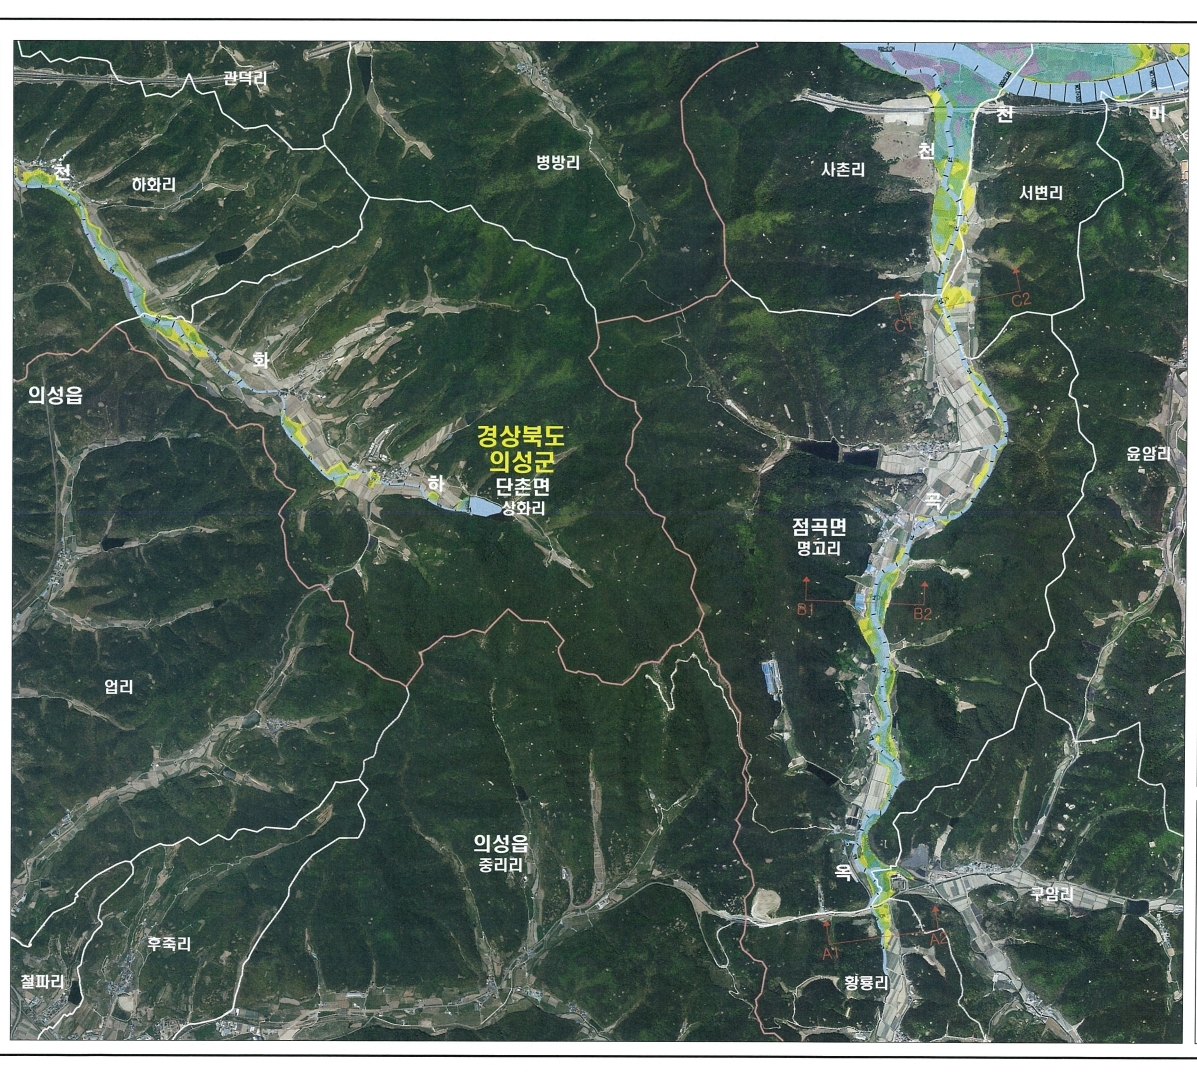 관덕리
천
하화리
병방리
사촌리
천
천
미
서변리
C1
C2
화
의성읍
경상북도
의성군
단촌면
상화리
하
곡
윤암리
점곡면
명고리
B1
B2
업리
의성읍
중리리
옥
구암리
A1
A2
황룡리
후죽리
철파리